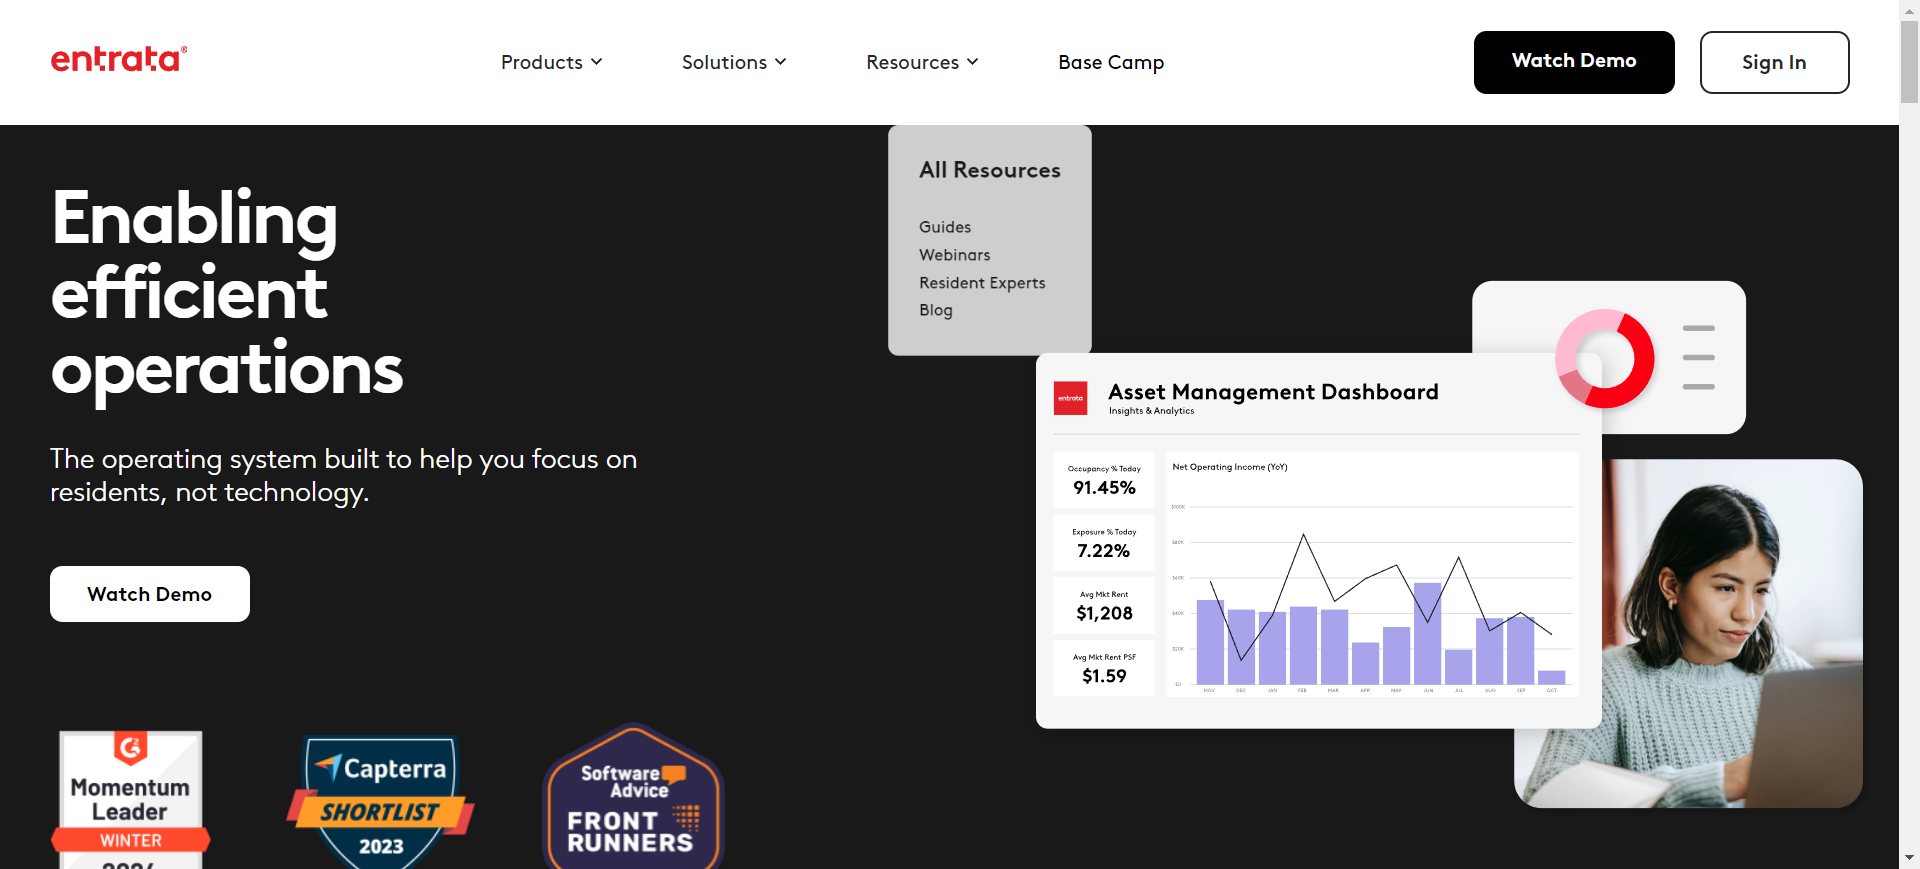 entrata®
Products
Solutions
Resources
Base Camp
Watch Demo
Sign In
All Resources
Guides
Webinars
Resident Experts
Blog
Enabling
efficient
operations
The operating system built to help you focus on
residents, not technology.
Watch Demo
entrata
Asset Management Dashboard
Insights & Analytics
Occupancy % Today
91.45%
Exposure % Today
7.22%
Avg Mkt Rent
$1,208
Avg Mkt Rent PSF
$1.59
Net Operating Income (YoY)
$100K
$80K
$60K
$40K
$20K
$0
NOV DEC JAN FEB MAR APR MAY JUN JUL AUG SEP OCT
G2
Momentum
Leader
WINTER
Capterra
SHORTLIST
2023
Software
Advice
FRONT
RUNNERS